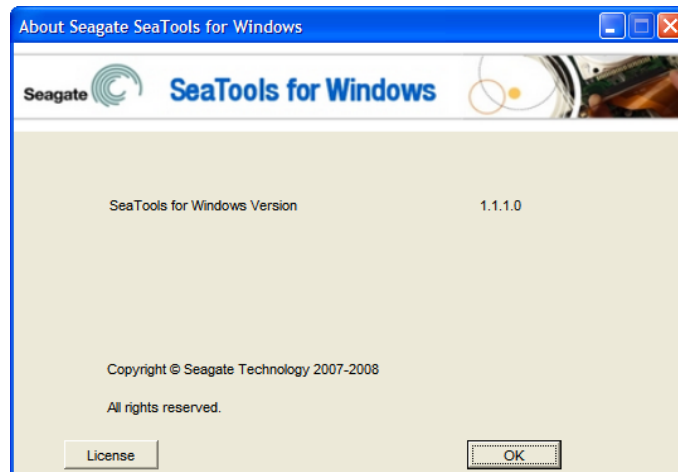 About Seagate SeaTools for Windows
Seagate SeaTools for Windows
SeaTools for Windows Version 1.1.1.0
Copyright © Seagate Technology 2007-2008
All rights reserved.
License OK